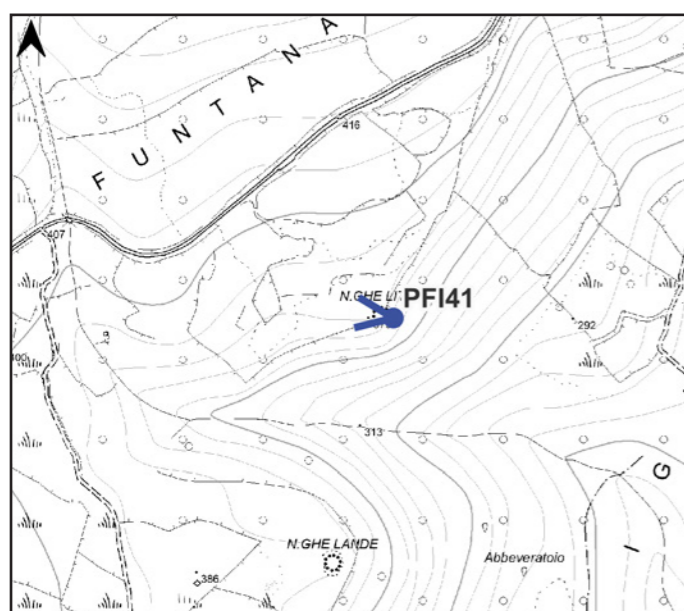 FUNTANA
416
407
N.GHE LI
PFI41
292
313
G
I
N.GHE LANDE
Abbeveratoio
386